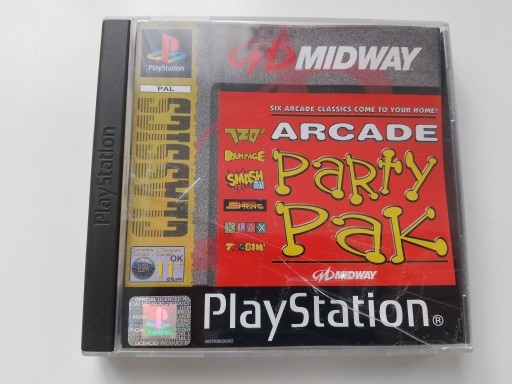 PlayStation
PlayStation
PAL
CLASSICS
MIDWAY
SIX ARCADE CLASSICS COME TO YOUR HOME!
ARCADE
PARTY
PAK
720°
RAMPAGE
SMASH TV
SPRINT
KLAX
TOOBIN'
MIDWAY
11+
OK
PlayStation®